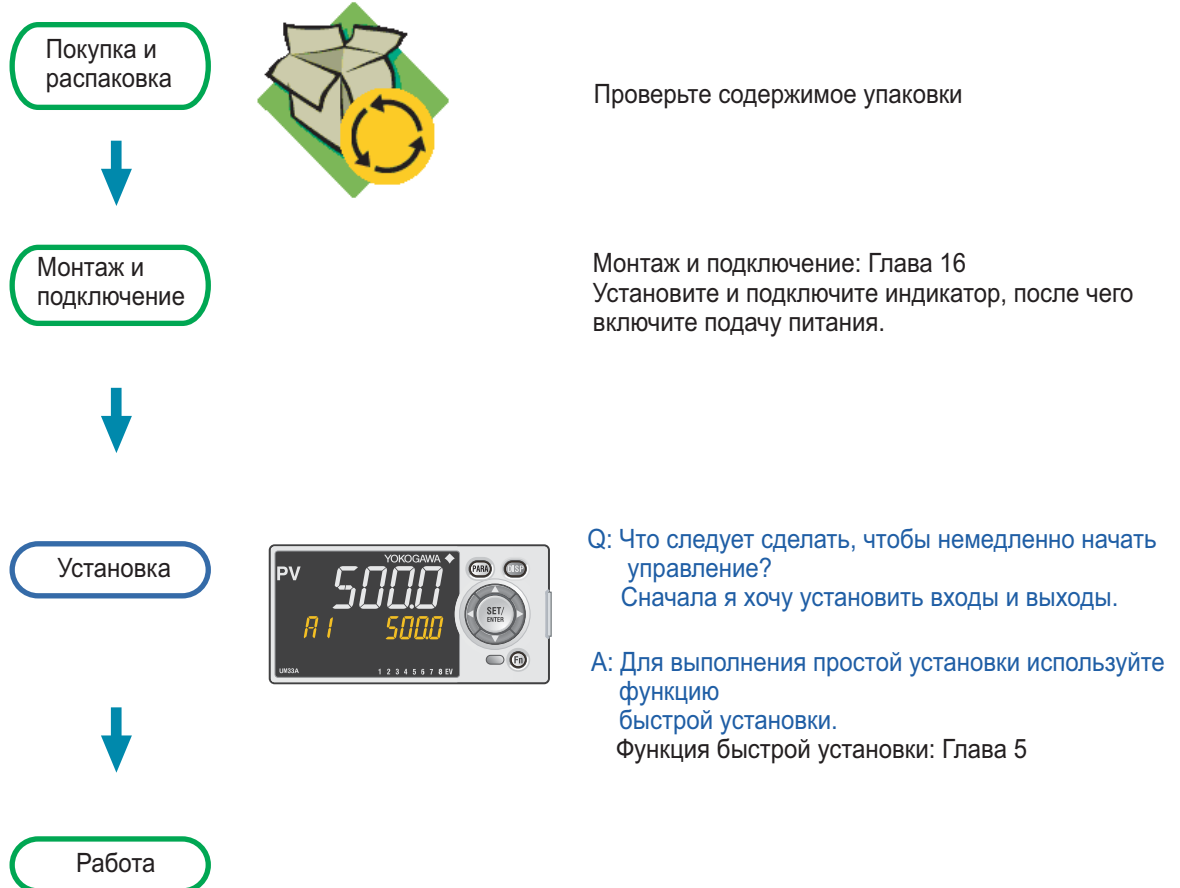 Покупка и
распаковка
Проверьте содержимое упаковки
Монтаж и
подключение
Монтаж и подключение: Глава 16
Установите и подключите индикатор, после чего
включите подачу питания.
Установка
YOKOGAWA
PV
500.0
A1 500.0
UM33A
1 2 3 4 5 6 7 8 EV
PARA
DISP
SET/
ENTER
Fn
Q: Что следует сделать, чтобы немедленно начать
управление?
Сначала я хочу установить входы и выходы.
A: Для выполнения простой установки используйте
функцию
быстрой установки.
Функция быстрой установки: Глава 5
Работа